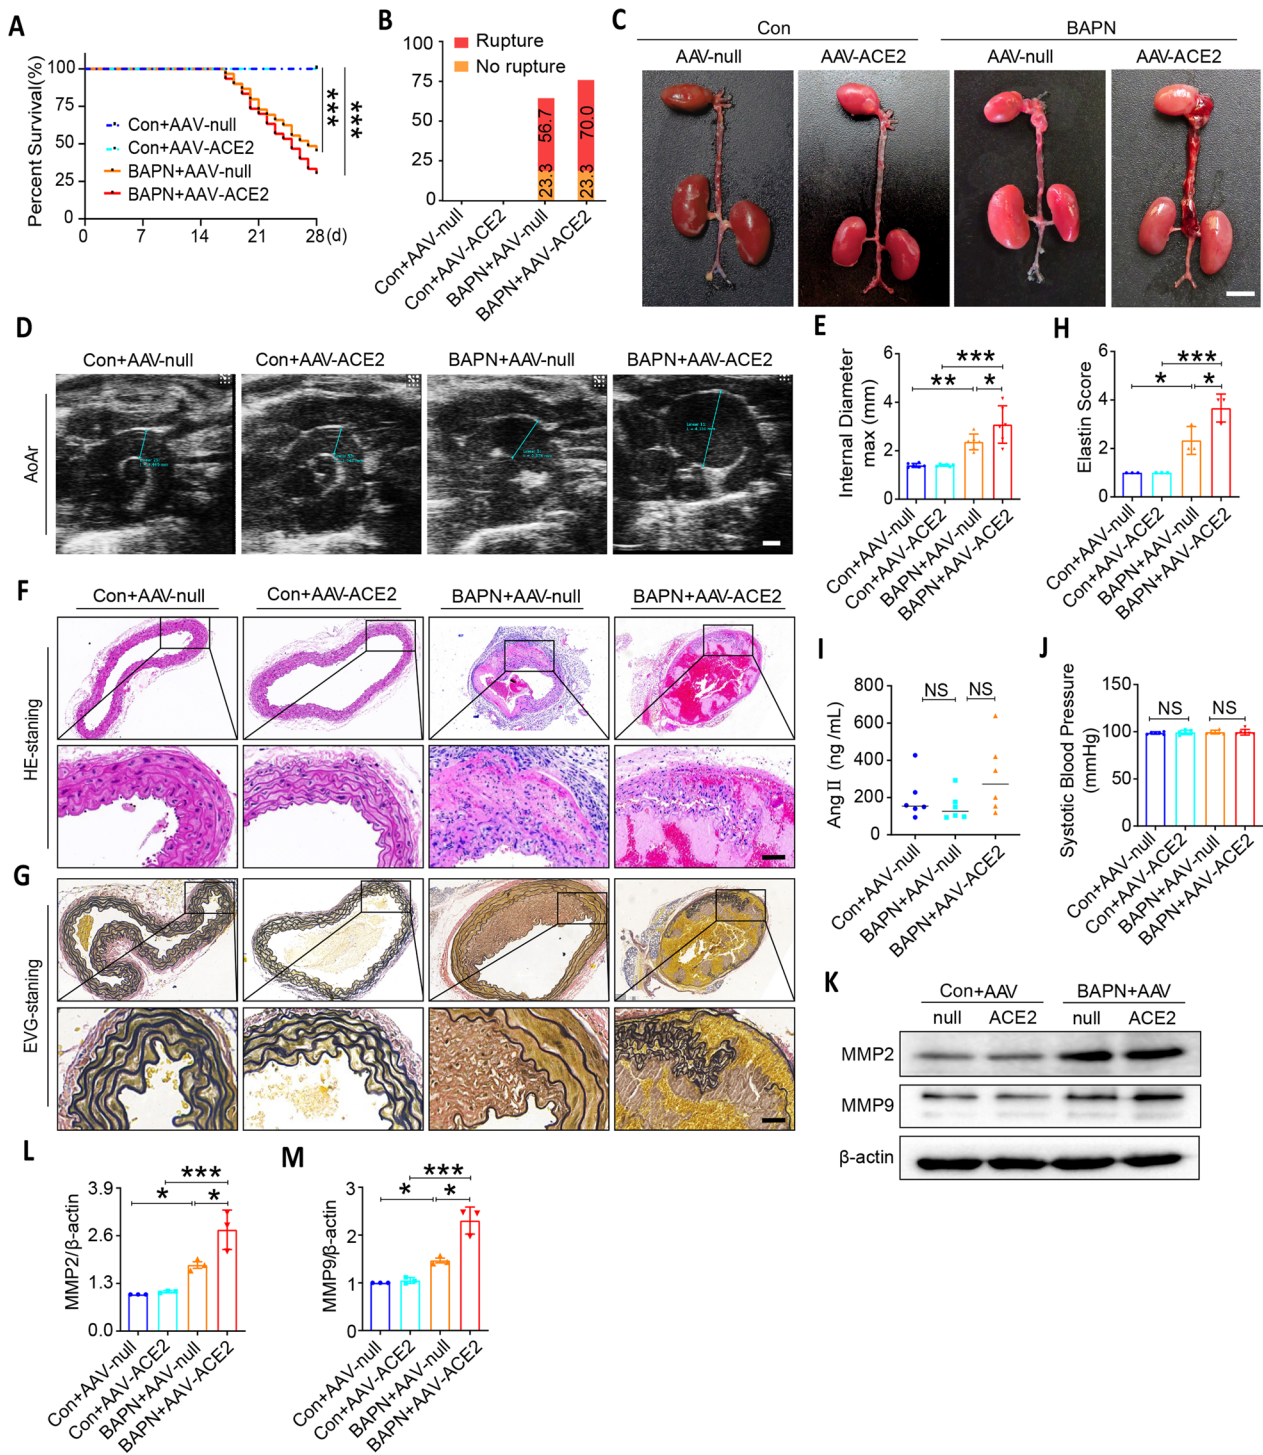 A
Percent Survival(%)
100
75
50
25
0
0 7 14 21 28(d)
Con+AAV-null
Con+AAV-ACE2
BAPN+AAV-null
BAPN+AAV-ACE2
***
***
B
Rupture
No rupture
100
75
50
25
0
56.7
23.3
70.0
23.3
Con+AAV-null
Con+AAV-ACE2
BAPN+AAV-null
BAPN+AAV-ACE2
C
Con BAPN
AAV-null AAV-ACE2 AAV-null AAV-ACE2
D
Con+AAV-null Con+AAV-ACE2 BAPN+AAV-null BAPN+AAV-ACE2
AoAr
E
Internal Diameter
max (mm)
6
4
2
0
***
** *
Con+AAV-null
Con+AAV-ACE2
BAPN+AAV-null
BAPN+AAV-ACE2
H
Elastin Score
6
4
2
0
***
* *
Con+AAV-null
Con+AAV-ACE2
BAPN+AAV-null
BAPN+AAV-ACE2
F
Con+AAV-null Con+AAV-ACE2 BAPN+AAV-null BAPN+AAV-ACE2
HE-staning
G
EVG-staning
I
Ang II (ng /mL)
800
600
400
200
0
NS NS
Con+AAV-null
BAPN+AAV-null
BAPN+AAV-ACE2
J
Systotic Blood Pressure
(mmHg)
150
100
50
0
NS NS
Con+AAV-null
Con+AAV-ACE2
BAPN+AAV-null
BAPN+AAV-ACE2
K
Con+AAV BAPN+AAV
null ACE2 null ACE2
MMP2
MMP9
β-actin
L
MMP2/β-actin
3.9
2.6
1.3
0.0
***
* *
Con+AAV-null
Con+AAV-ACE2
BAPN+AAV-null
BAPN+AAV-ACE2
M
MMP9/β-actin
3
2
1
0
***
* *
Con+AAV-null
Con+AAV-ACE2
BAPN+AAV-null
BAPN+AAV-ACE2